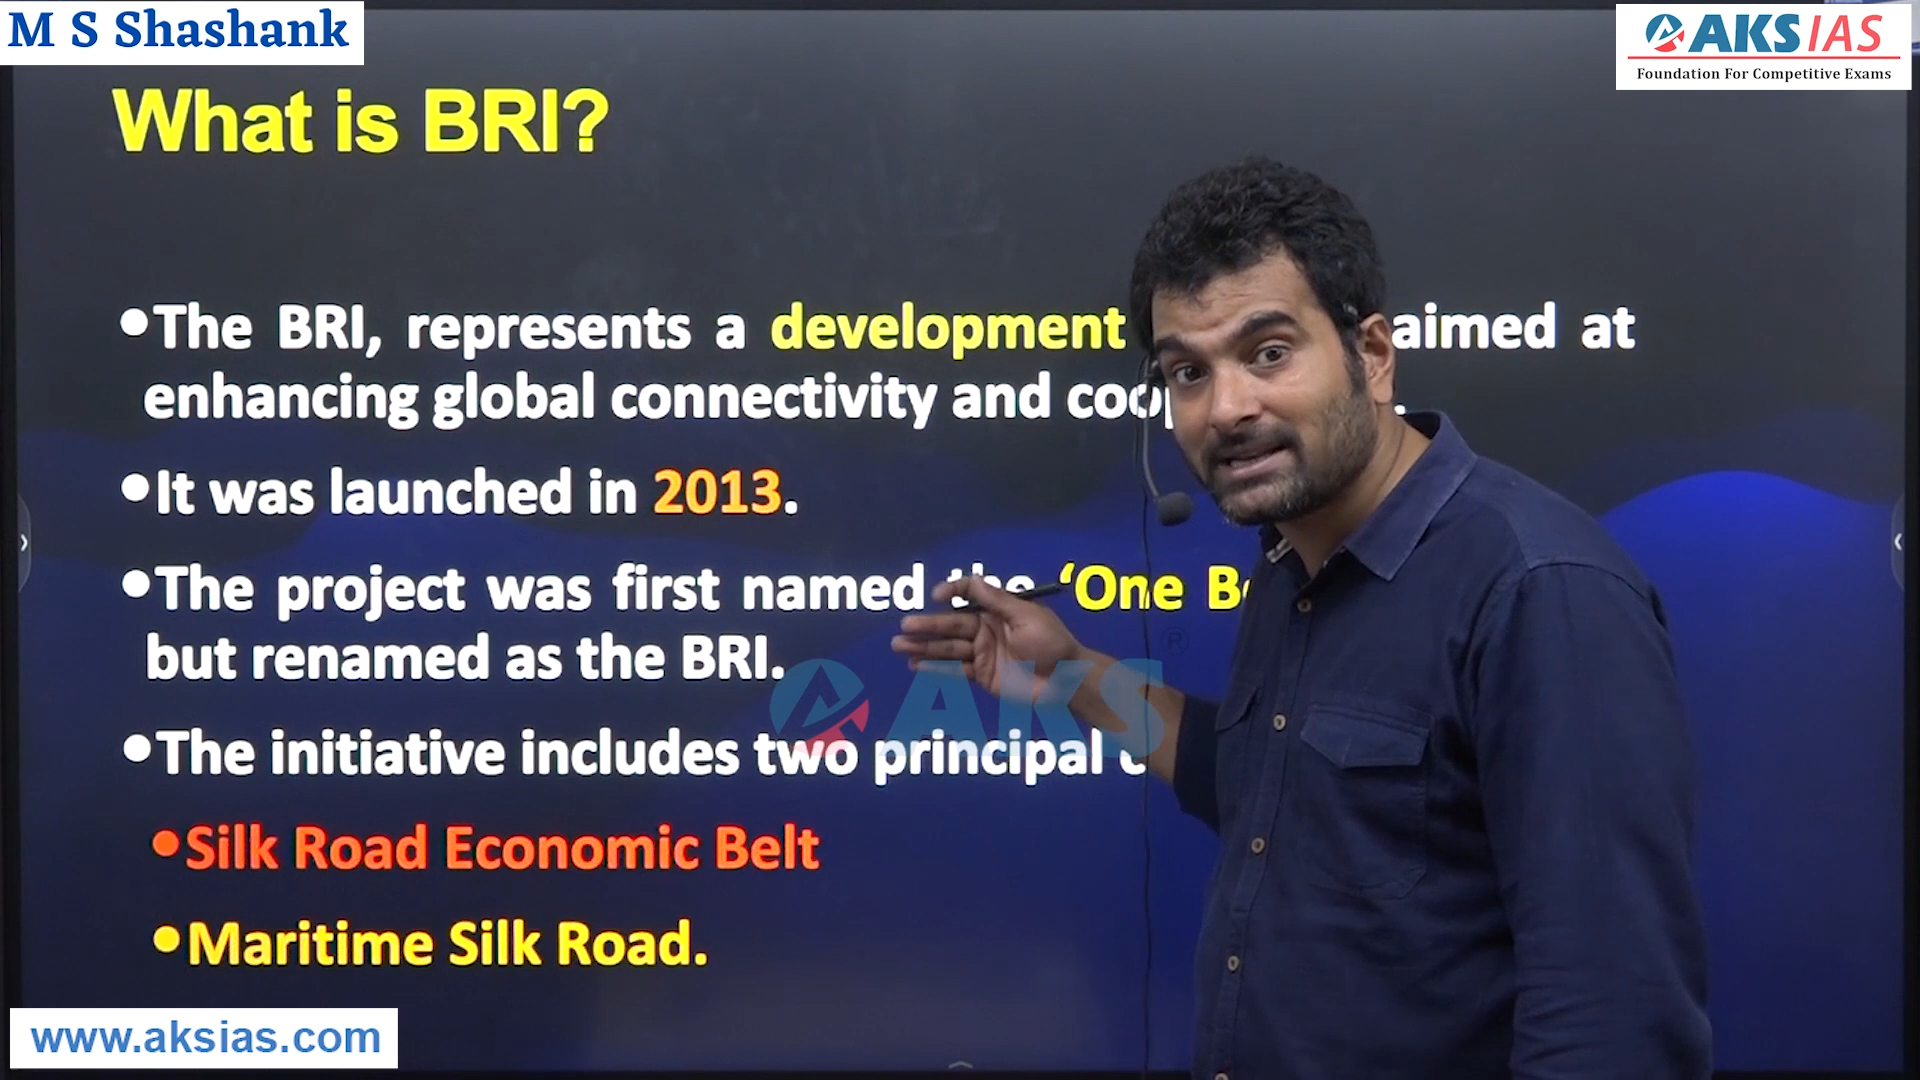 M S Shashank
AKS IAS
Foundation For Competitive Exams
What is BRI?
•The BRI, represents a development aimed at
enhancing global connectivity and
•It was launched in 2013.
•The project was first named the ‘One
but renamed as the BRI.
AKS ®
•The initiative includes two principal
•Silk Road Economic Belt
•Maritime Silk Road.
www.aksias.com